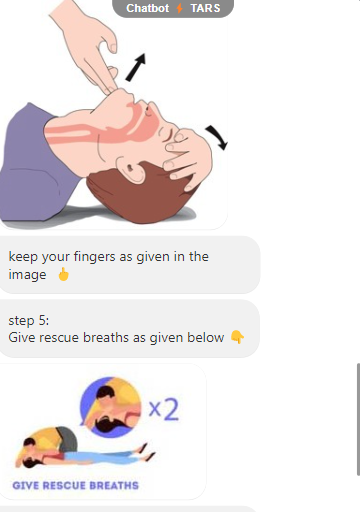 Chatbot ⚡ TARS
keep your fingers as given in the
image 👆
step 5:
Give rescue breaths as given below 👇
x2
GIVE RESCUE BREATHS